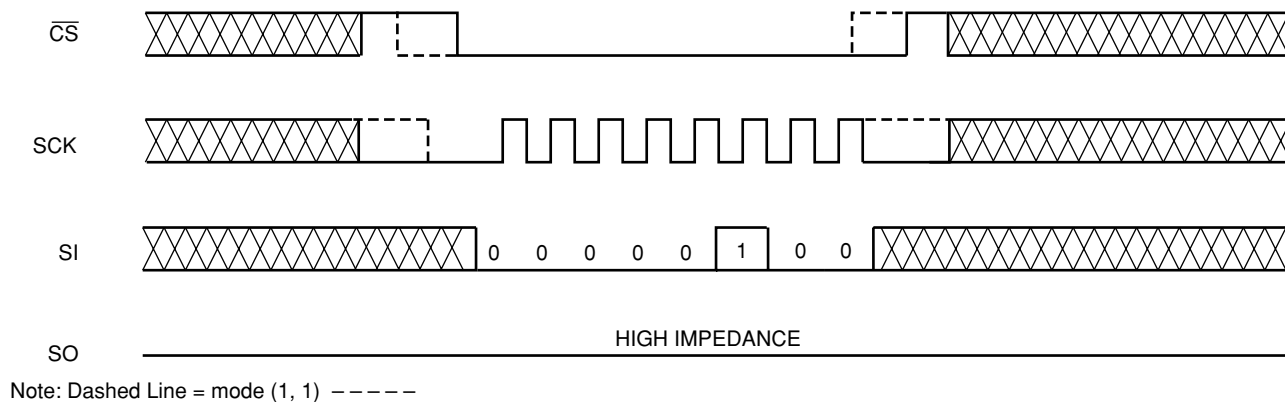 CS
SCK
SI
0 0 0 0 0 1 0 0
SO
HIGH IMPEDANCE
Note: Dashed Line = mode (1, 1) – – – – –